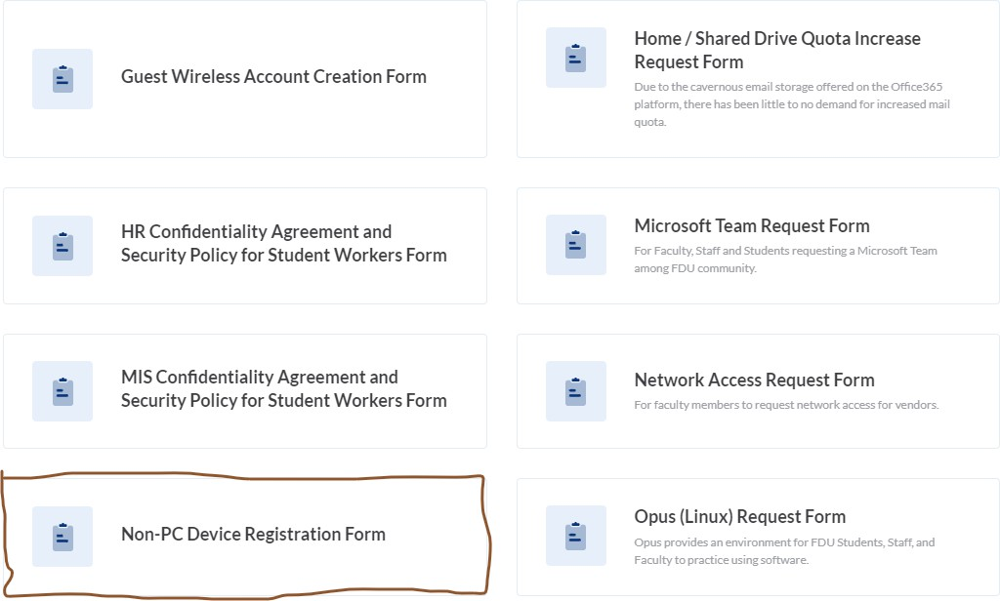 Guest Wireless Account Creation Form
Home / Shared Drive Quota Increase
Request Form
Due to the cavernous email storage offered on the Office365
platform, there has been little to no demand for increased mail
quota.
HR Confidentiality Agreement and
Security Policy for Student Workers Form
Microsoft Team Request Form
For Faculty, Staff and Students requesting a Microsoft Team
among FDU community.
MIS Confidentiality Agreement and
Security Policy for Student Workers Form
Network Access Request Form
For faculty members to request network access for vendors.
Non-PC Device Registration Form
Opus (Linux) Request Form
Opus provides an environment for FDU Students, Staff, and
Faculty to practice using software.